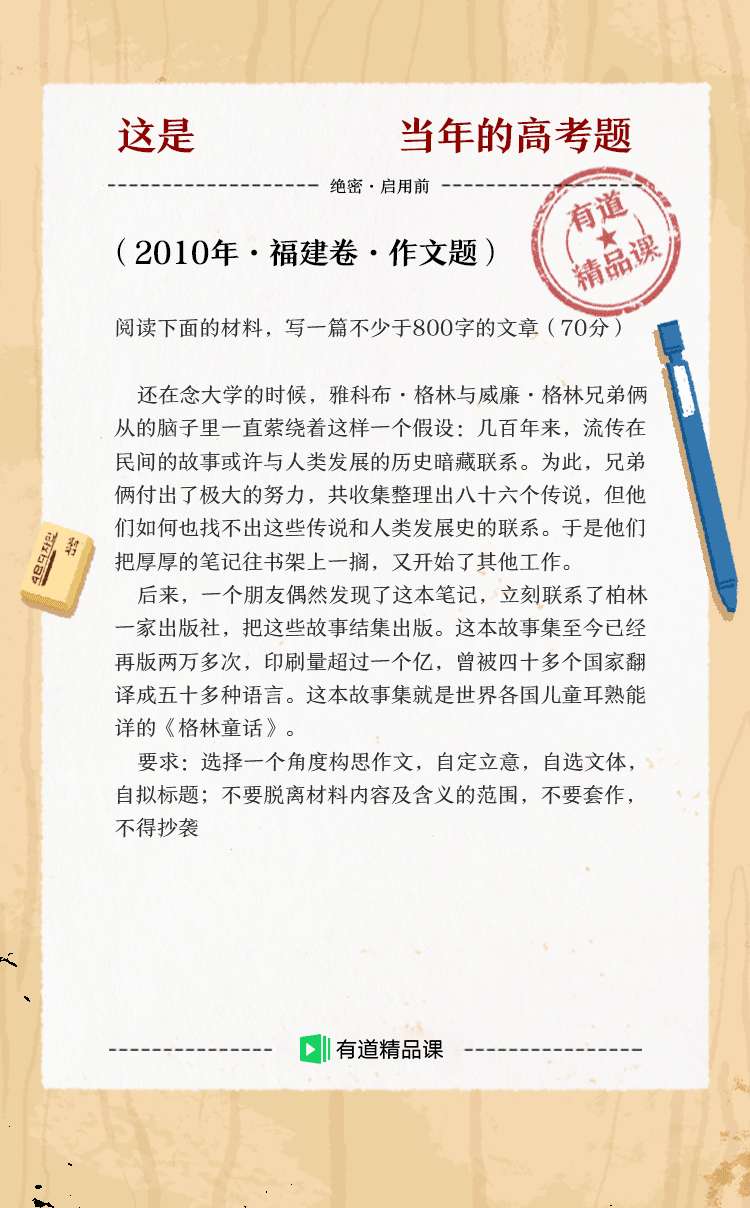 这是 当年的高考题
绝密·启用前
有道
精品课
（2010年·福建卷·作文题）
阅读下面的材料，写一篇不少于800字的文章（70分）
还在念大学的时候，雅科布·格林与威廉·格林兄弟俩
从的脑子里一直萦绕着这样一个假设：几百年来，流传在
民间的故事或许与人类发展的历史暗藏联系。为此，兄弟
俩付出了极大的努力，共收集整理出八十六个传说，但他
们如何也找不出这些传说和人类发展史的联系。于是他们
把厚厚的笔记往书架上一搁，又开始了其他工作。
后来，一个朋友偶然发现了这本笔记，立刻联系了柏林
一家出版社，把这些故事结集出版。这本故事集至今已经
再版两万多次，印刷量超过一个亿，曾被四十多个国家翻
译成五十多种语言。这本故事集就是世界各国儿童耳熟能
详的《格林童话》。
要求：选择一个角度构思作文，自定立意，自选文体，
自拟标题；不要脱离材料内容及含义的范围，不要套作，
不得抄袭
有道精品课